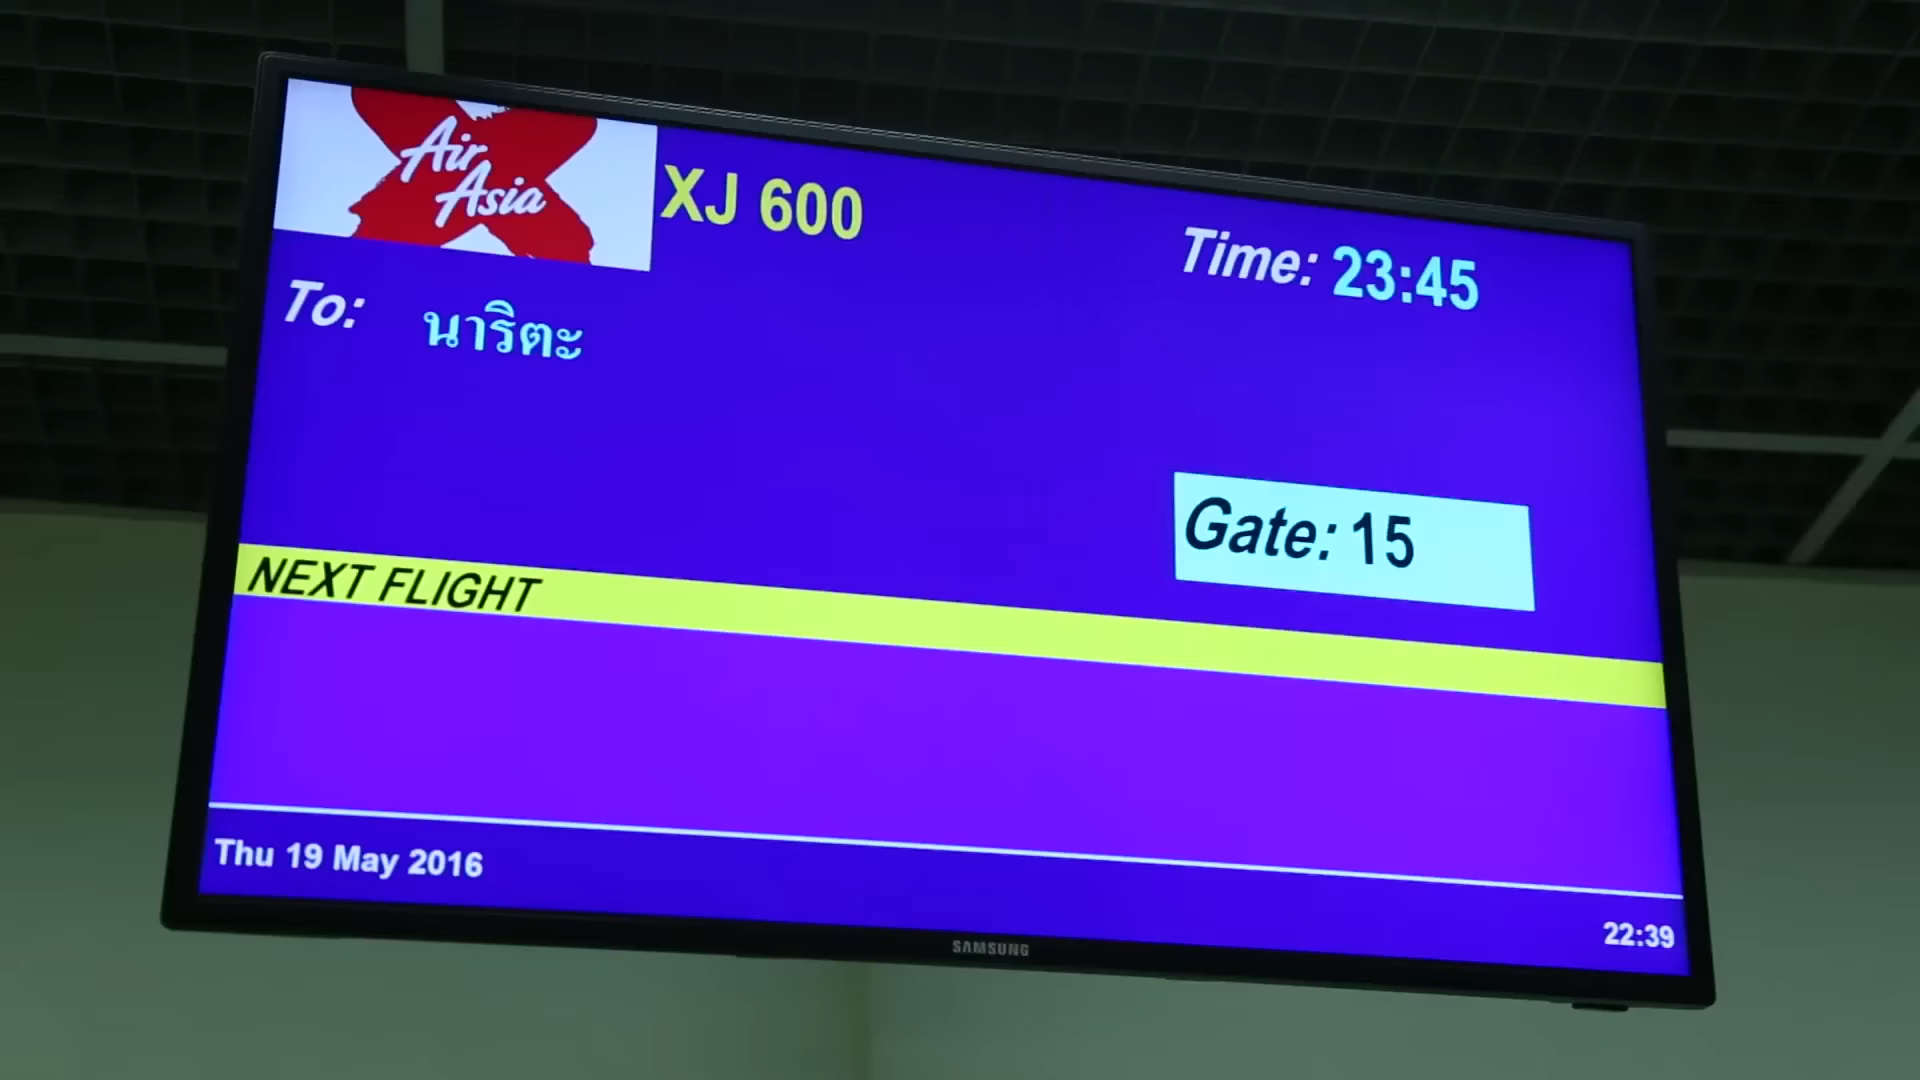 Air
Asia
XJ 600
Time: 23:45
To: นาริตะ
Gate: 15
NEXT FLIGHT
Thu 19 May 2016
22:39
SAMSUNG